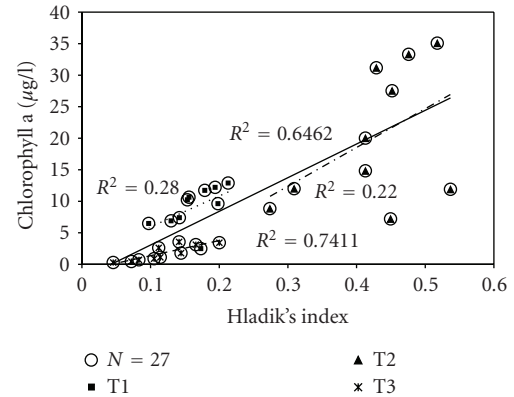 40
35
30
25
20
15
10
5
0
Chlorophyll a (μg/l)
R² = 0.6462
R² = 0.28
R² = 0.22
R² = 0.7411
0 0.1 0.2 0.3 0.4 0.5 0.6
Hladik's index
N = 27 T2
T1 T3